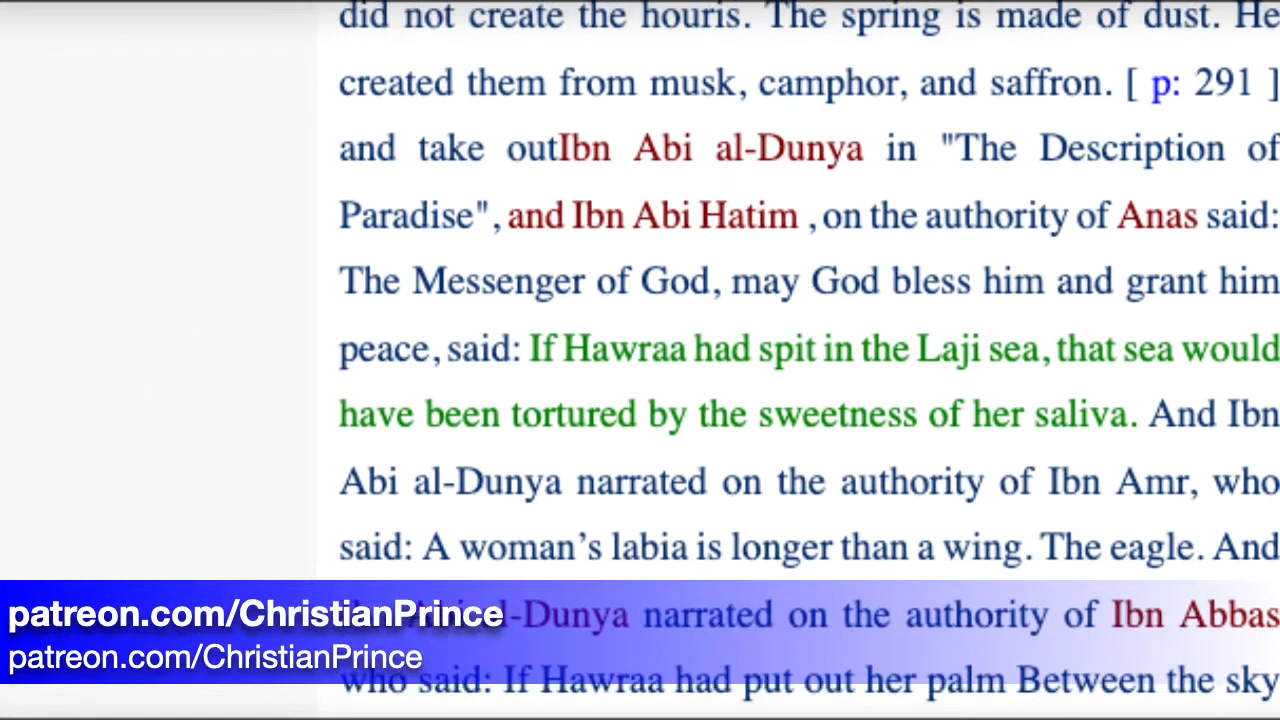 did not create the houris. The spring is made of dust. He
created them from musk, camphor, and saffron. [ p: 291 ]
and take outIbn Abi al-Dunya in "The Description of
Paradise", and Ibn Abi Hatim , on the authority of Anas said:
The Messenger of God, may God bless him and grant him
peace, said: If Hawraa had spit in the Laji sea, that sea would
have been tortured by the sweetness of her saliva. And Ibn
Abi al-Dunya narrated on the authority of Ibn Amr, who
said: A woman’s labia is longer than a wing. The eagle. And
al-Dunya narrated on the authority of Ibn Abbas
who said: If Hawraa had put out her palm Between the sky
patreon.com/ChristianPrince
patreon.com/ChristianPrince